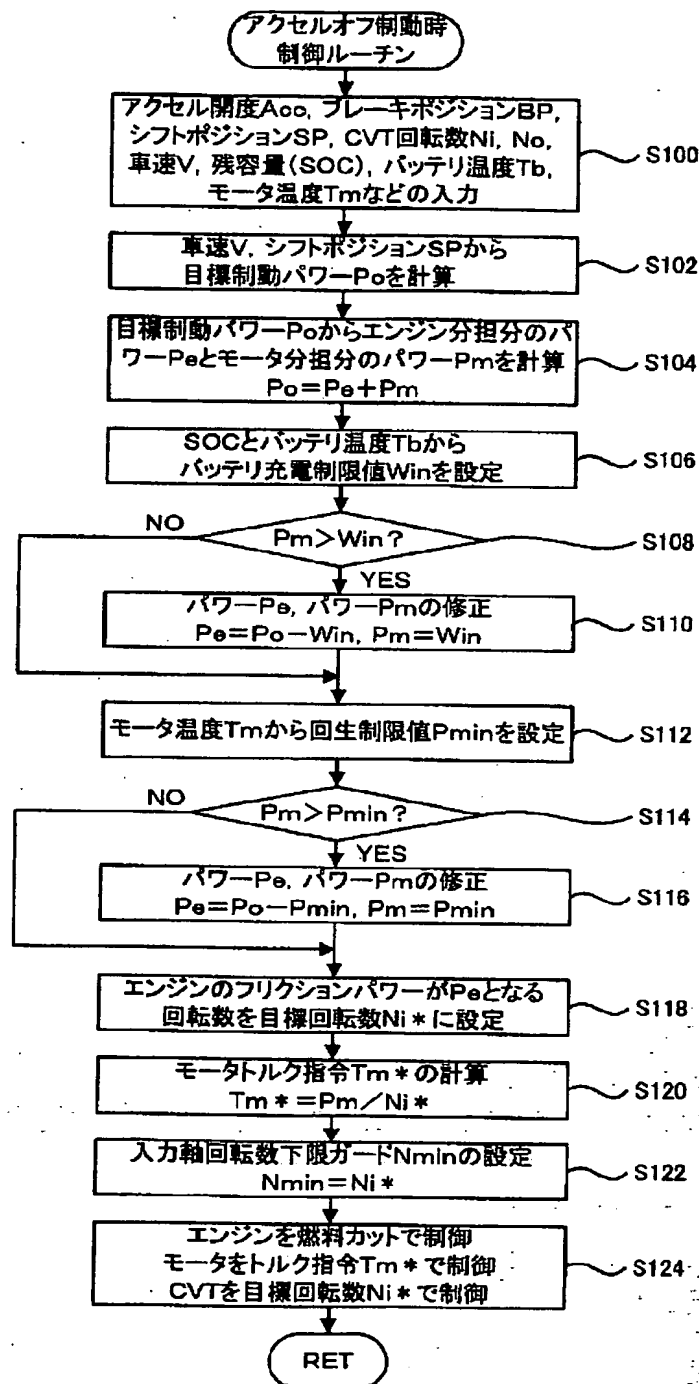 アクセルオフ制動時
制御ルーチン
アクセル開度Acc, ブレーキポジションBP,
シフトポジションSP, CVT回転数Ni, No,
車速V, 残容量(SOC), バッテリ温度Tb,
モータ温度Tmなどの入力
S100
車速V, シフトポジションSPから
目標制動パワーPoを計算
S102
目標制動パワーPoからエンジン分担分のパ
ワーPeとモータ分担分のパワーPmを計算
Po=Pe+Pm
S104
SOCとバッテリ温度Tbから
バッテリ充電制限値Winを設定
S106
NO
Pm>Win?
S108
YES
パワーPe, パワーPmの修正
Pe=Po-Win, Pm=Win
S110
モータ温度Tmから回生制限値Pminを設定
S112
NO
Pm>Pmin?
S114
YES
パワーPe, パワーPmの修正
Pe=Po-Pmin, Pm=Pmin
S116
エンジンのフリクションパワーがPeとなる
回転数を目標回転数Ni*に設定
S118
モータトルク指令Tm*の計算
Tm*=Pm/Ni*
S120
入力軸回転数下限ガードNminの設定
Nmin=Ni*
S122
エンジンを燃料カットで制御
モータをトルク指令Tm*で制御
CVTを目標回転数Ni*で制御
S124
RET